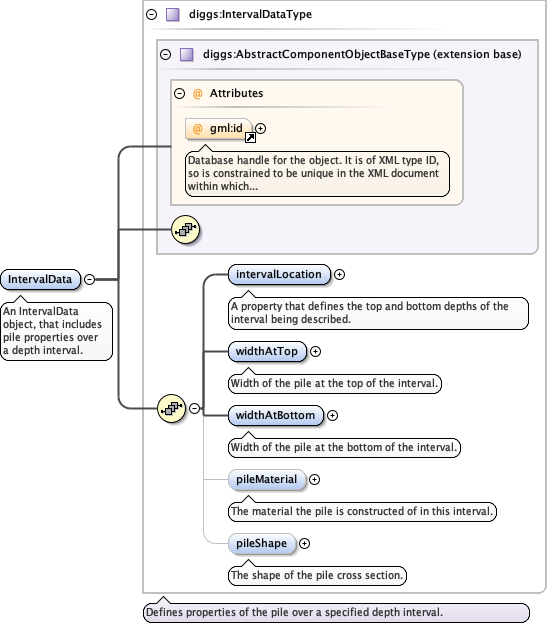 diggs:IntervalDataType
diggs:AbstractComponentObjectBaseType (extension base)
@ Attributes
@ gml:id
Database handle for the object. It is of XML type ID,
so is constrained to be unique in the XML document
within which...
IntervalData
An IntervalData
object, that includes
pile properties over
a depth interval.
intervalLocation
A property that defines the top and bottom depths of the
interval being described.
widthAtTop
Width of the pile at the top of the interval.
widthAtBottom
Width of the pile at the bottom of the interval.
pileMaterial
The material the pile is constructed of in this interval.
pileShape
The shape of the pile cross section.
Defines properties of the pile over a specified depth interval.